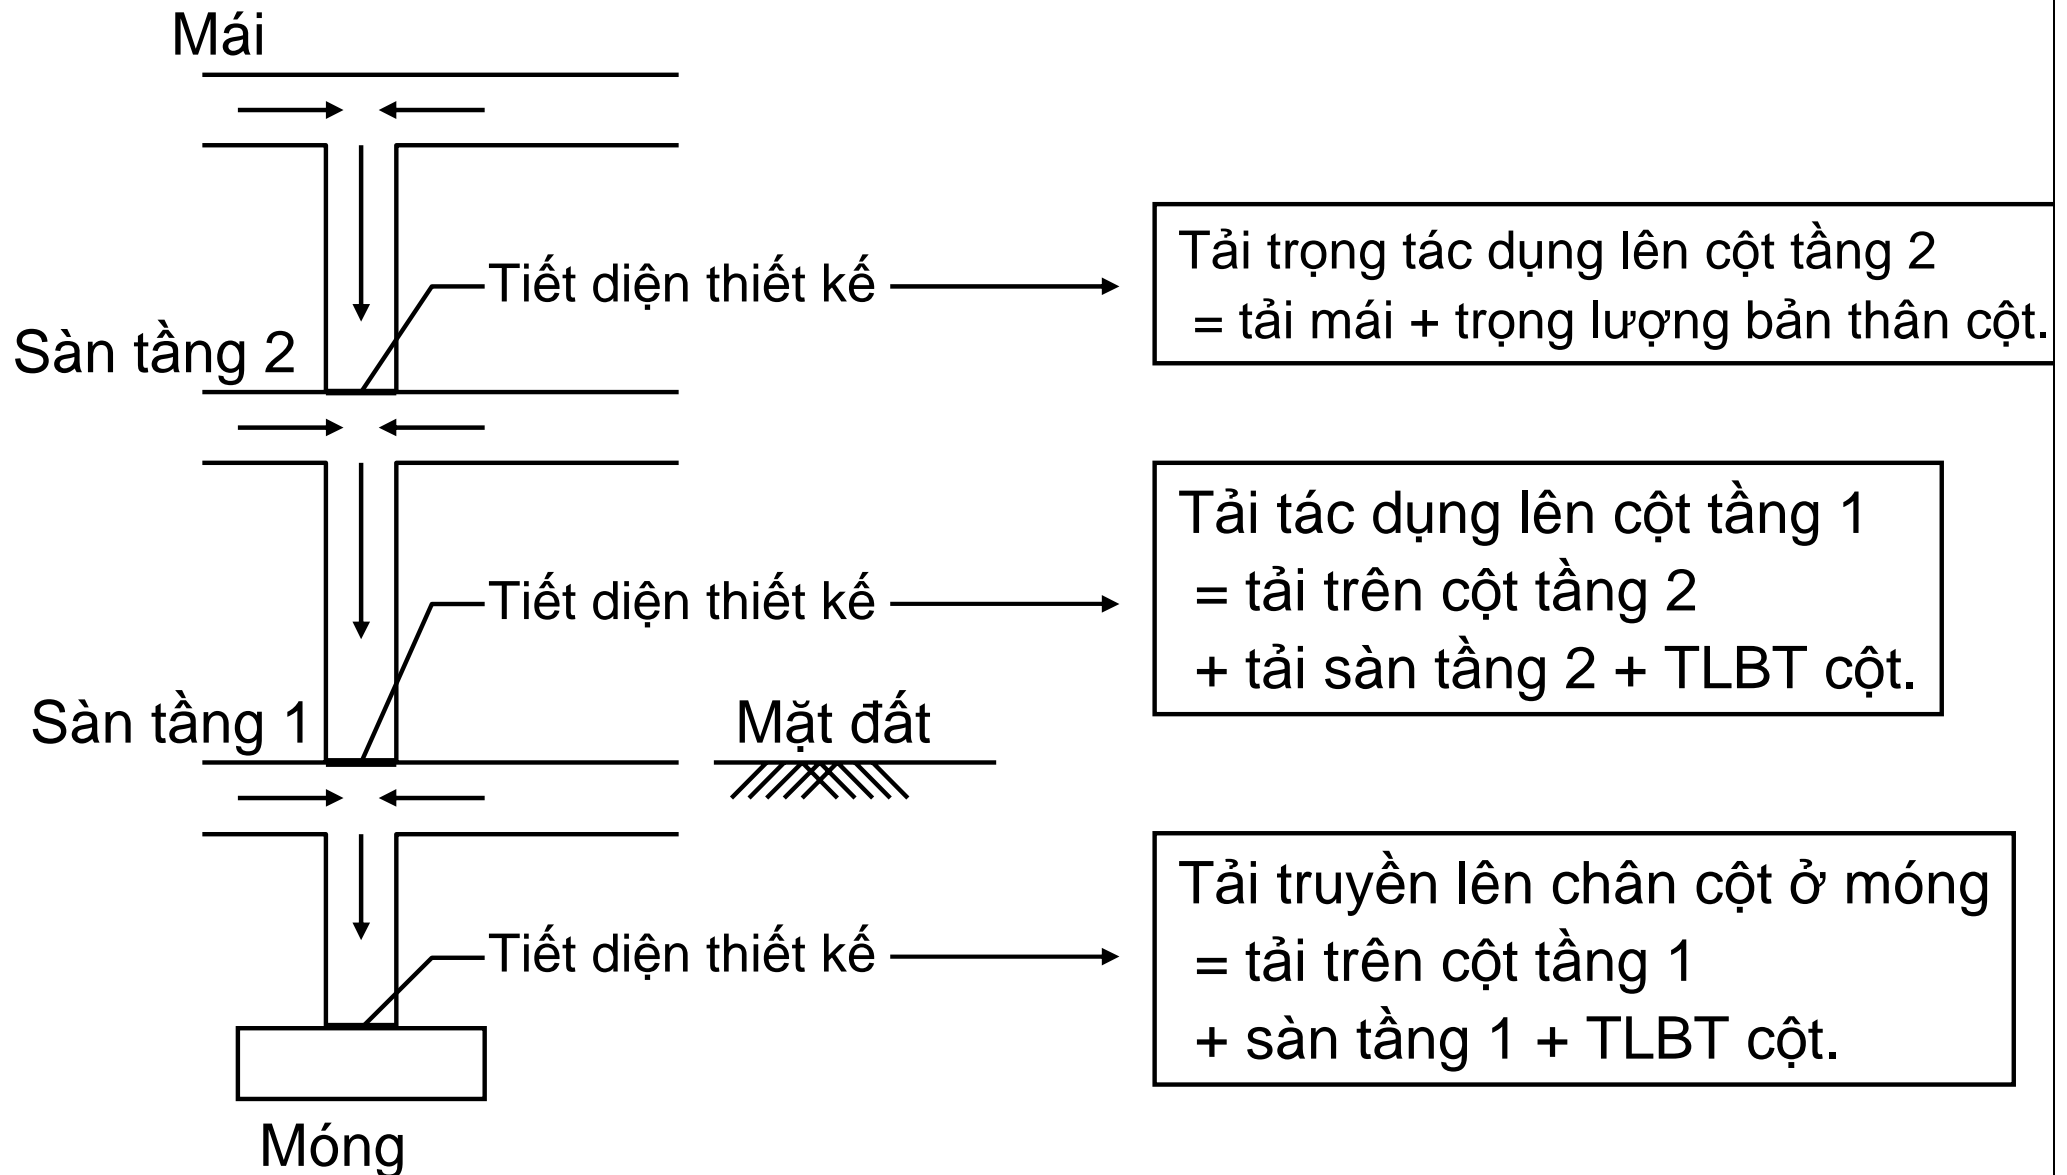 Mái
Tiết diện thiết kế
Tải trọng tác dụng lên cột tầng 2
= tải mái + trọng lượng bản thân cột.
Sàn tầng 2
Tiết diện thiết kế
Tải tác dụng lên cột tầng 1
= tải trên cột tầng 2
+ tải sàn tầng 2 + TLBT cột.
Sàn tầng 1
Mặt đất
Tiết diện thiết kế
Tải truyền lên chân cột ở móng
= tải trên cột tầng 1
+ sàn tầng 1 + TLBT cột.
Móng